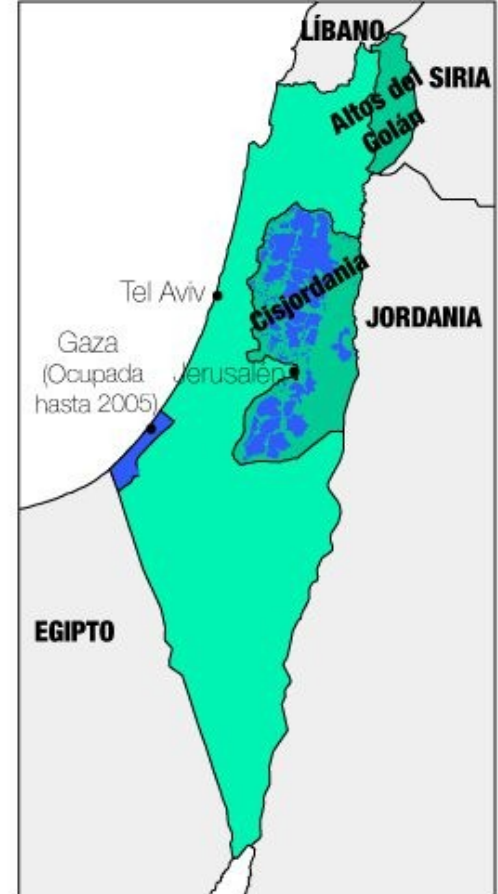 LÍBANO
SIRIA
Altos del
Golán
Cisjordania
Tel Aviv
JORDANIA
Gaza
(Ocupada
hasta 2005)
Jerusalén
EGIPTO